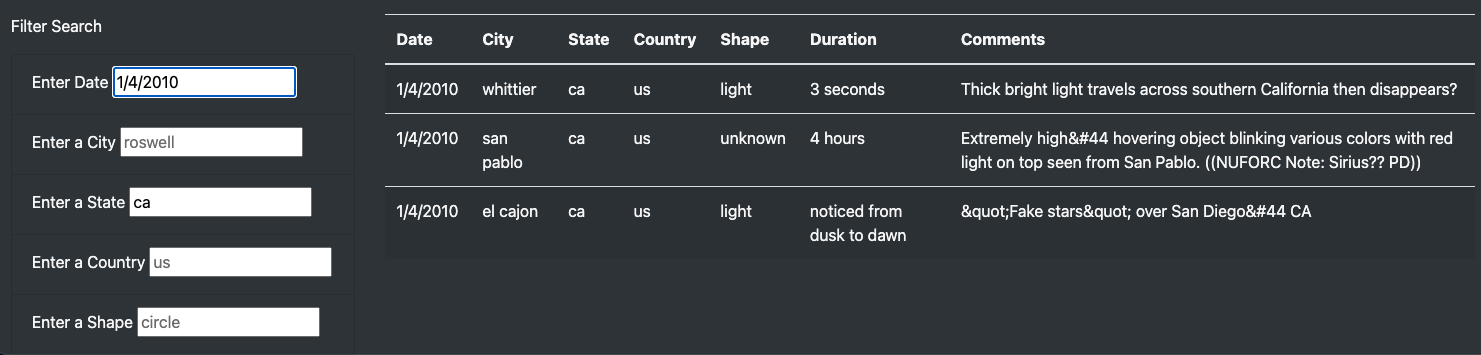 Filter Search
Enter Date 1/4/2010
Enter a City roswell
Enter a State ca
Enter a Country us
Enter a Shape circle
Date City State Country Shape Duration Comments
1/4/2010 whittier ca us light 3 seconds Thick bright light travels across southern California then disappears?
1/4/2010 san pablo ca us unknown 4 hours Extremely high&#44 hovering object blinking various colors with red
light on top seen from San Pablo. ((NUFORC Note: Sirius?? PD))
1/4/2010 el cajon ca us light noticed from dusk to dawn &quot;Fake stars&quot; over San Diego&#44 CA